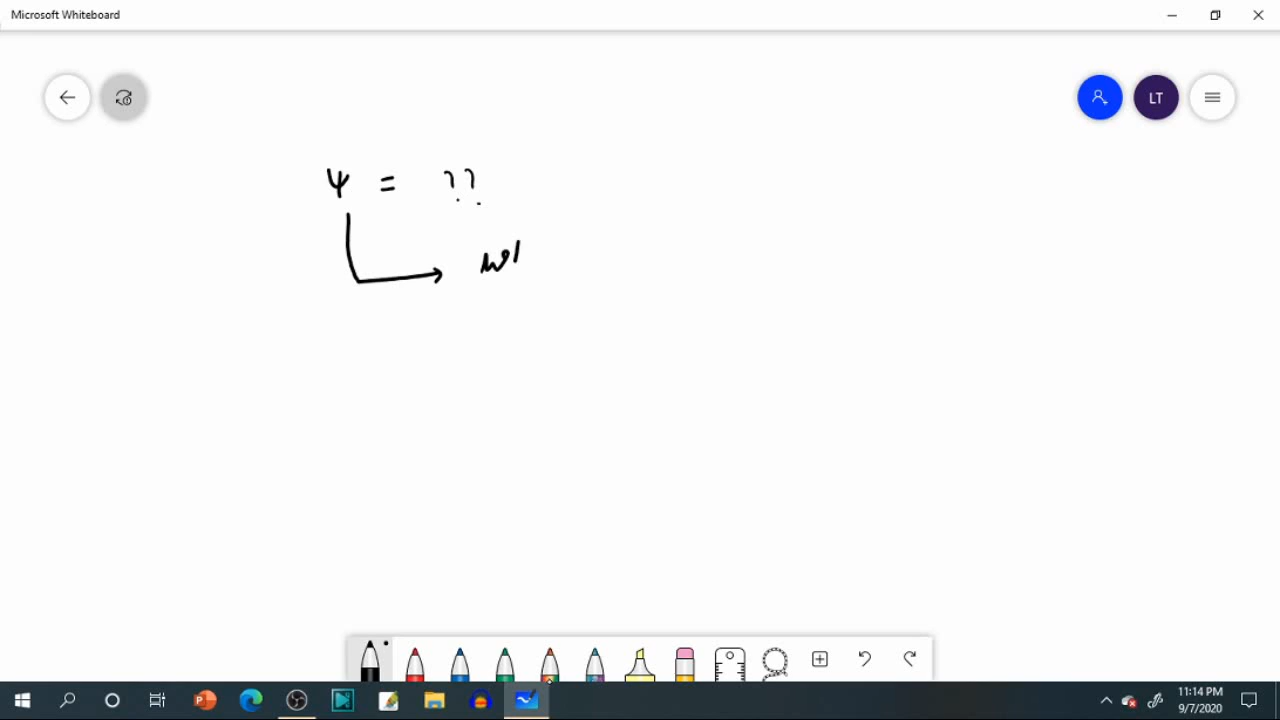 Microsoft Whiteboard
LT
ψ = ??
11:14 PM
9/7/2020